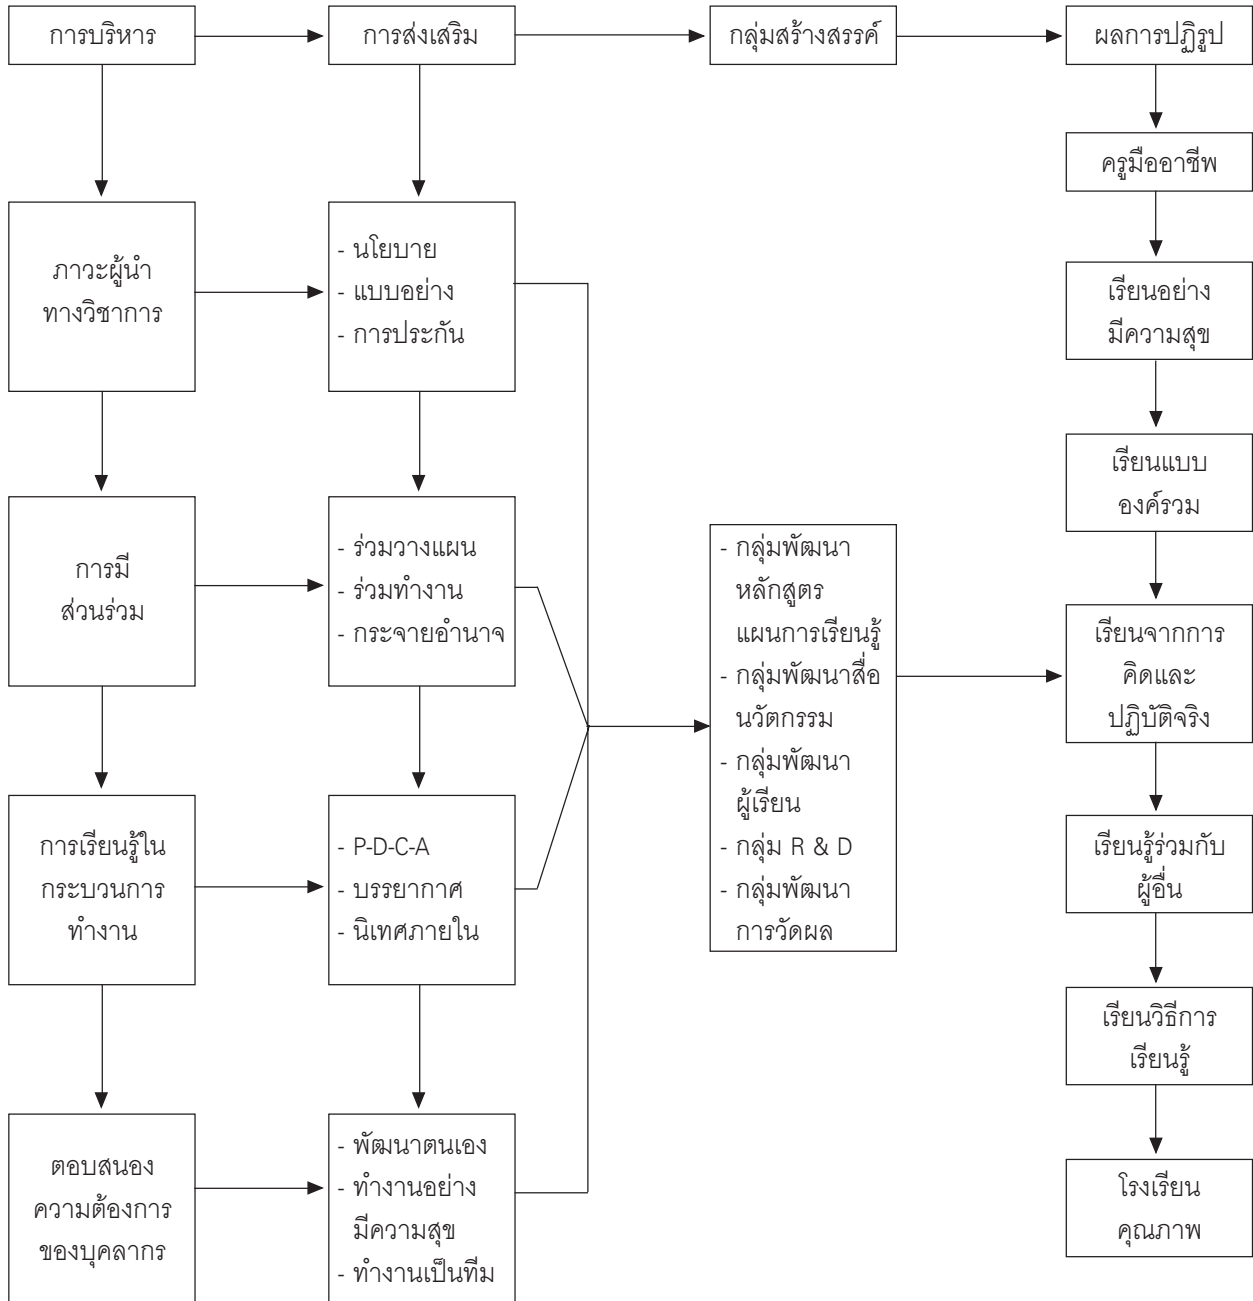 การบริหาร
การส่งเสริม
กลุ่มสร้างสรรค์
ผลการปฏิรูป
ภาวะผู้นำ
ทางวิชาการ
การมี
ส่วนร่วม
การเรียนรู้ใน
กระบวนการ
ทำงาน
ตอบสนอง
ความต้องการ
ของบุคลากร
- นโยบาย
- แบบอย่าง
- การประกัน
- ร่วมวางแผน
- ร่วมทำงาน
- กระจายอำนาจ
- P-D-C-A
- บรรยากาศ
- นิเทศภายใน
- พัฒนาตนเอง
- ทำงานอย่าง
มีความสุข
- ทำงานเป็นทีม
- กลุ่มพัฒนา
หลักสูตร
แผนการเรียนรู้
- กลุ่มพัฒนาสื่อ
นวัตกรรม
- กลุ่มพัฒนา
ผู้เรียน
- กลุ่ม R & D
- กลุ่มพัฒนา
การวัดผล
ครูมืออาชีพ
เรียนอย่าง
มีความสุข
เรียนแบบ
องค์รวม
เรียนจากการ
คิดและ
ปฏิบัติจริง
เรียนรู้ร่วมกับ
ผู้อื่น
เรียนวิธีการ
เรียนรู้
โรงเรียน
คุณภาพ